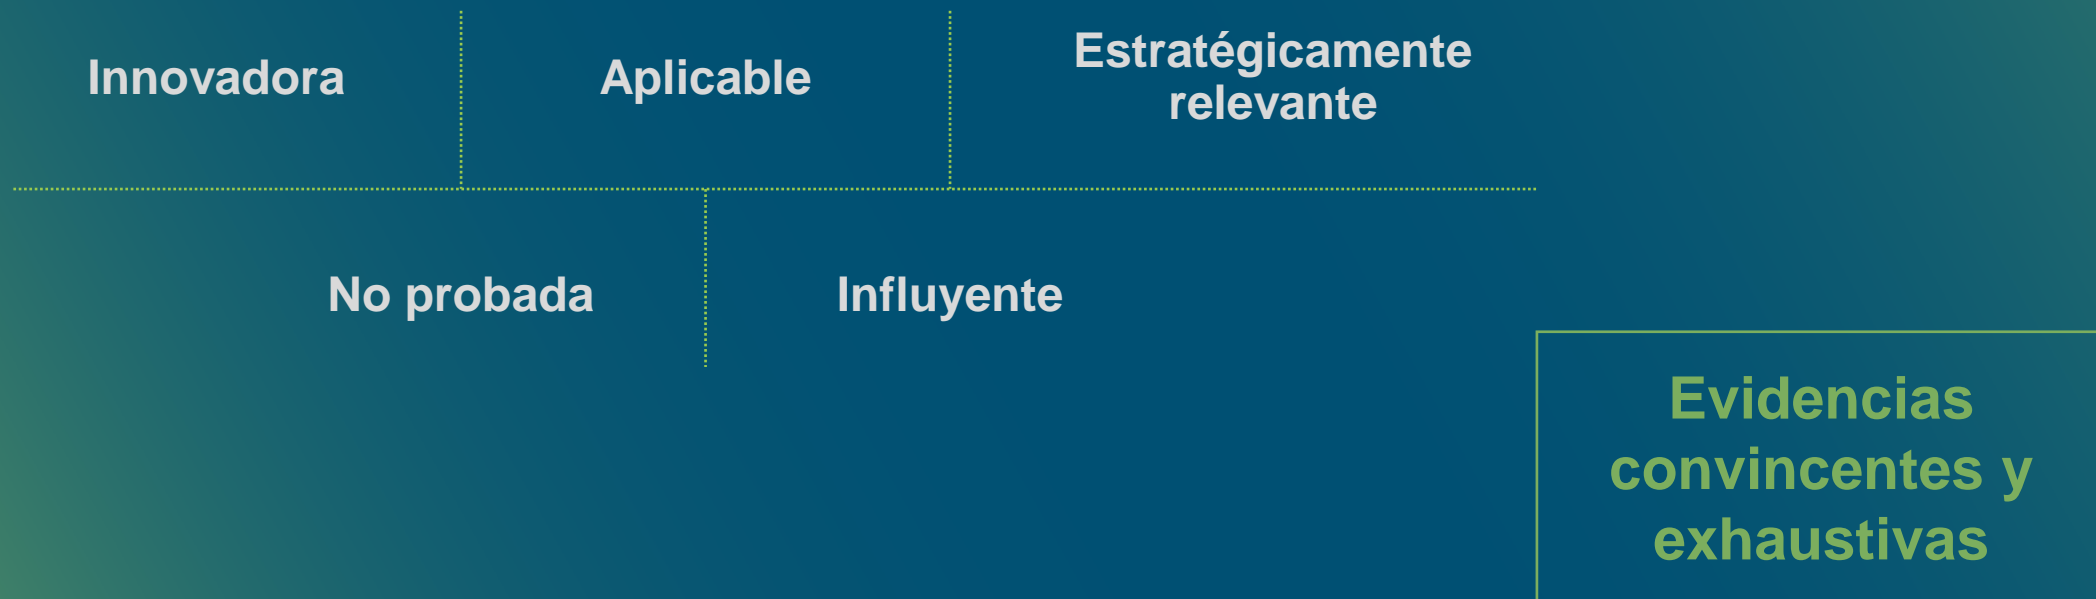 Innovadora
Aplicable
Estratégicamente
relevante
No probada
Influyente
Evidencias
convincentes y
exhaustivas